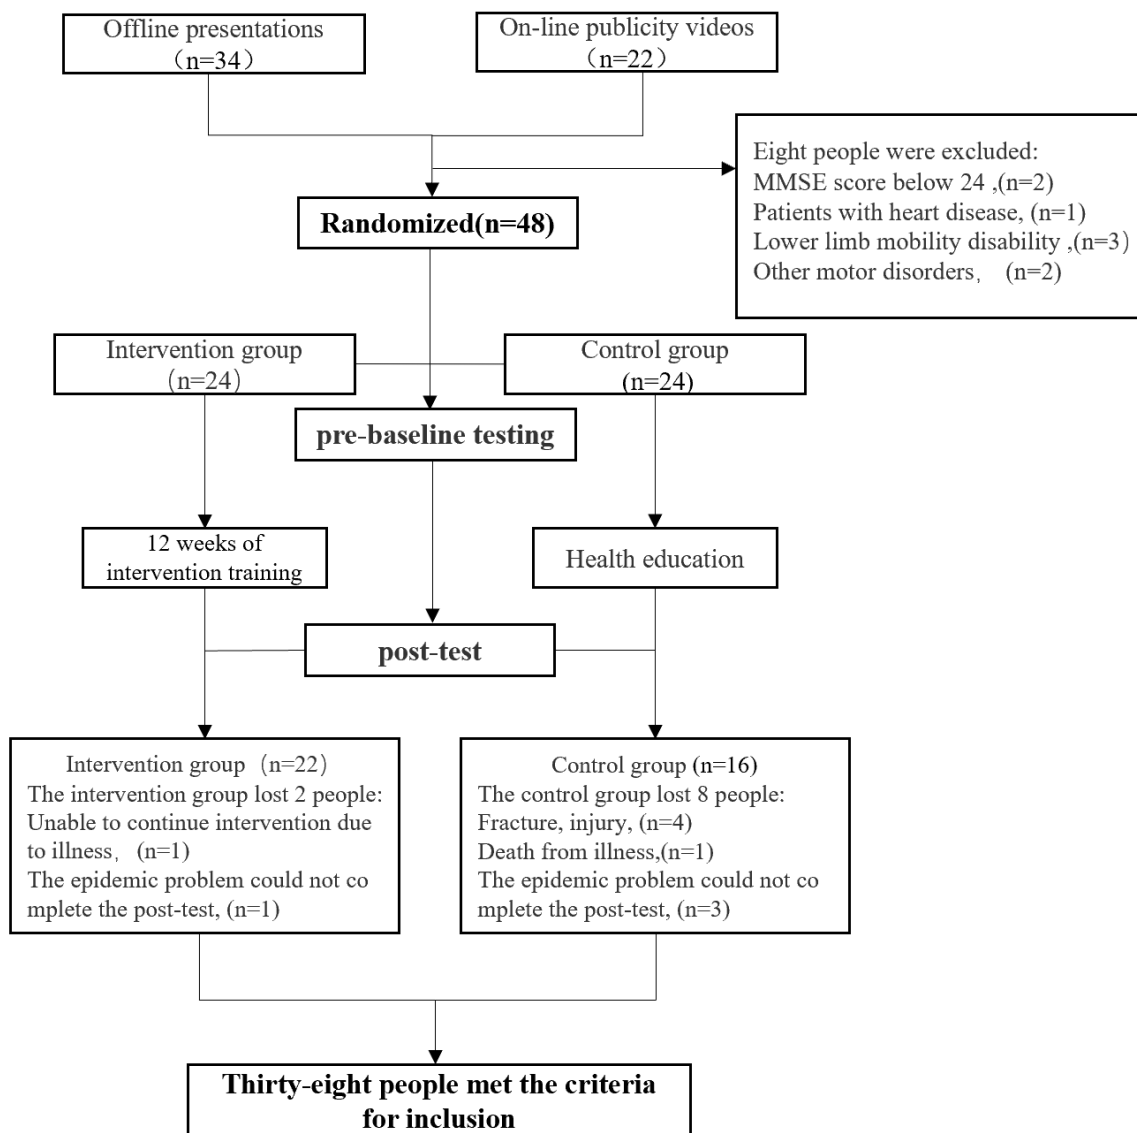 Offline presentations
（n=34）
On-line publicity videos
（n=22）
Eight people were excluded:
MMSE score below 24 ,(n=2)
Patients with heart disease, (n=1)
Lower limb mobility disability ,(n=3）
Other motor disorders， (n=2)
Randomized(n=48)
Intervention group
（n=24）
Control group
(n=24)
pre-baseline testing
12 weeks of
intervention training
Health education
post-test
Intervention group（n=22)
The intervention group lost 2 people:
Unable to continue intervention due
to illness， (n=1)
The epidemic problem could not co
mplete the post-test, (n=1)
Control group (n=16)
The control group lost 8 people:
Fracture, injury, (n=4)
Death from illness,(n=1)
The epidemic problem could not co
mplete the post-test, (n=3)
Thirty-eight people met the criteria
for inclusion